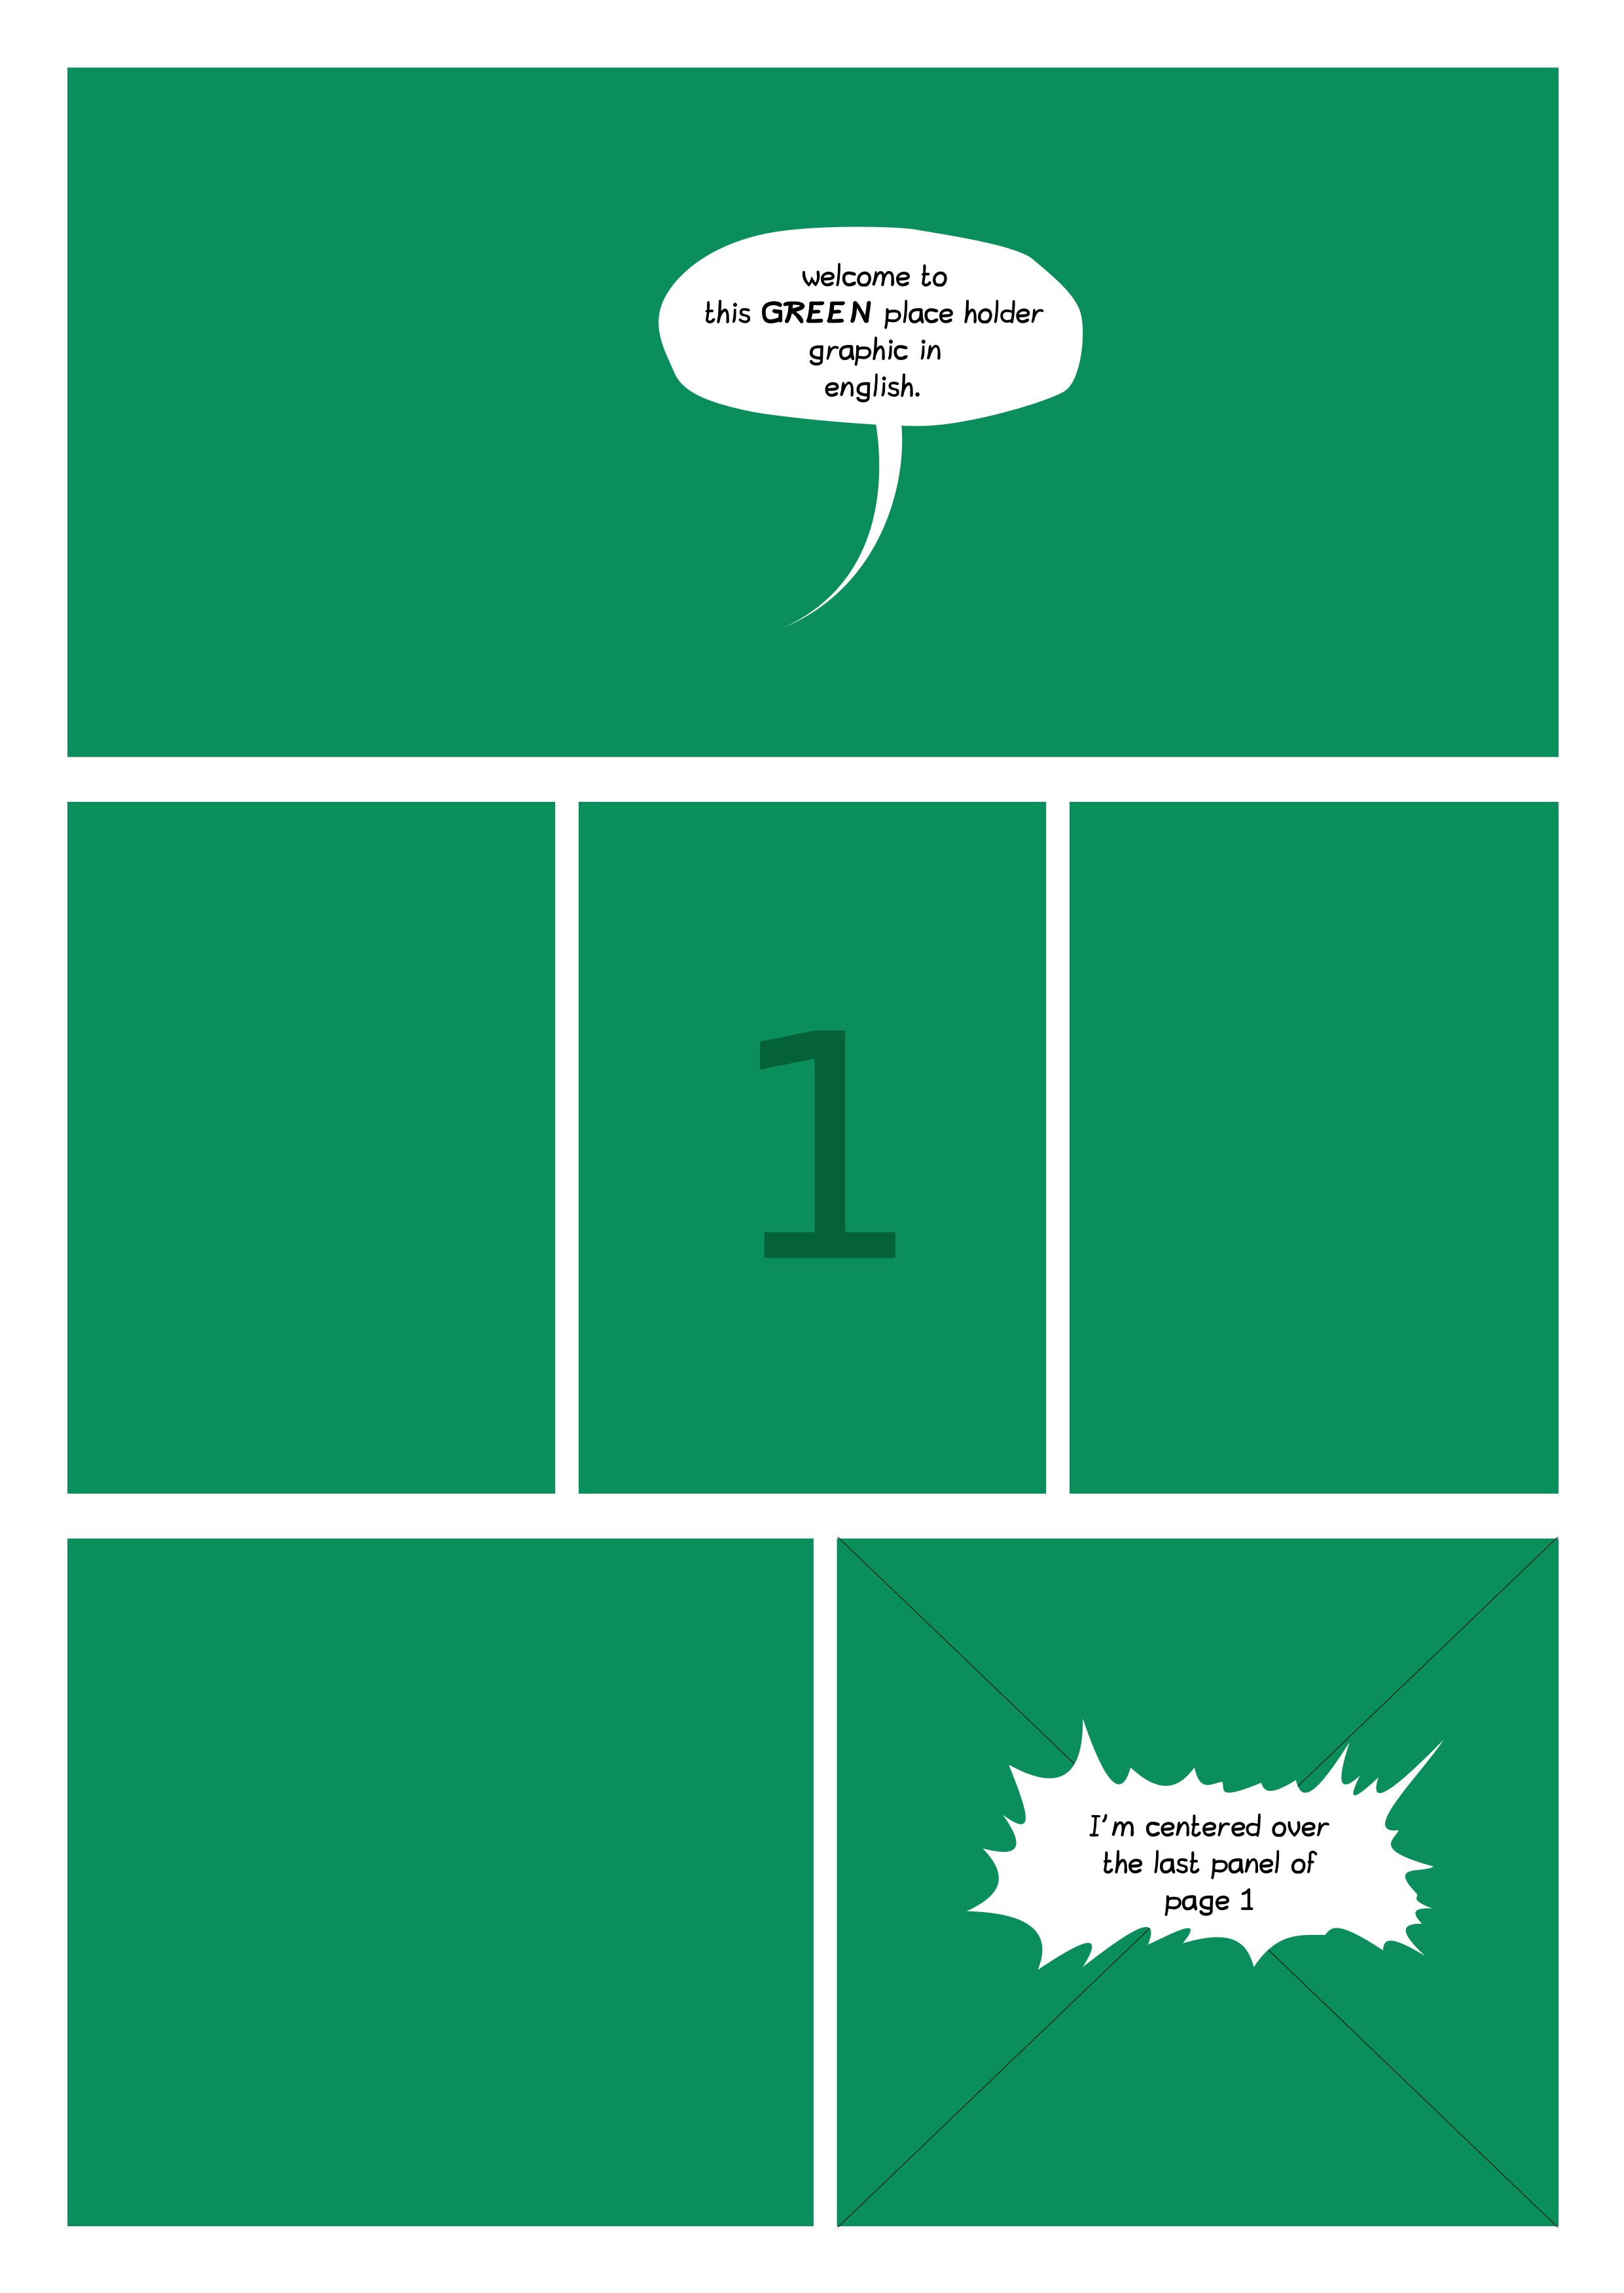 welcome to
this GREEN place holder
graphic in
english.
1
I'm centered over
the last panel of
page 1